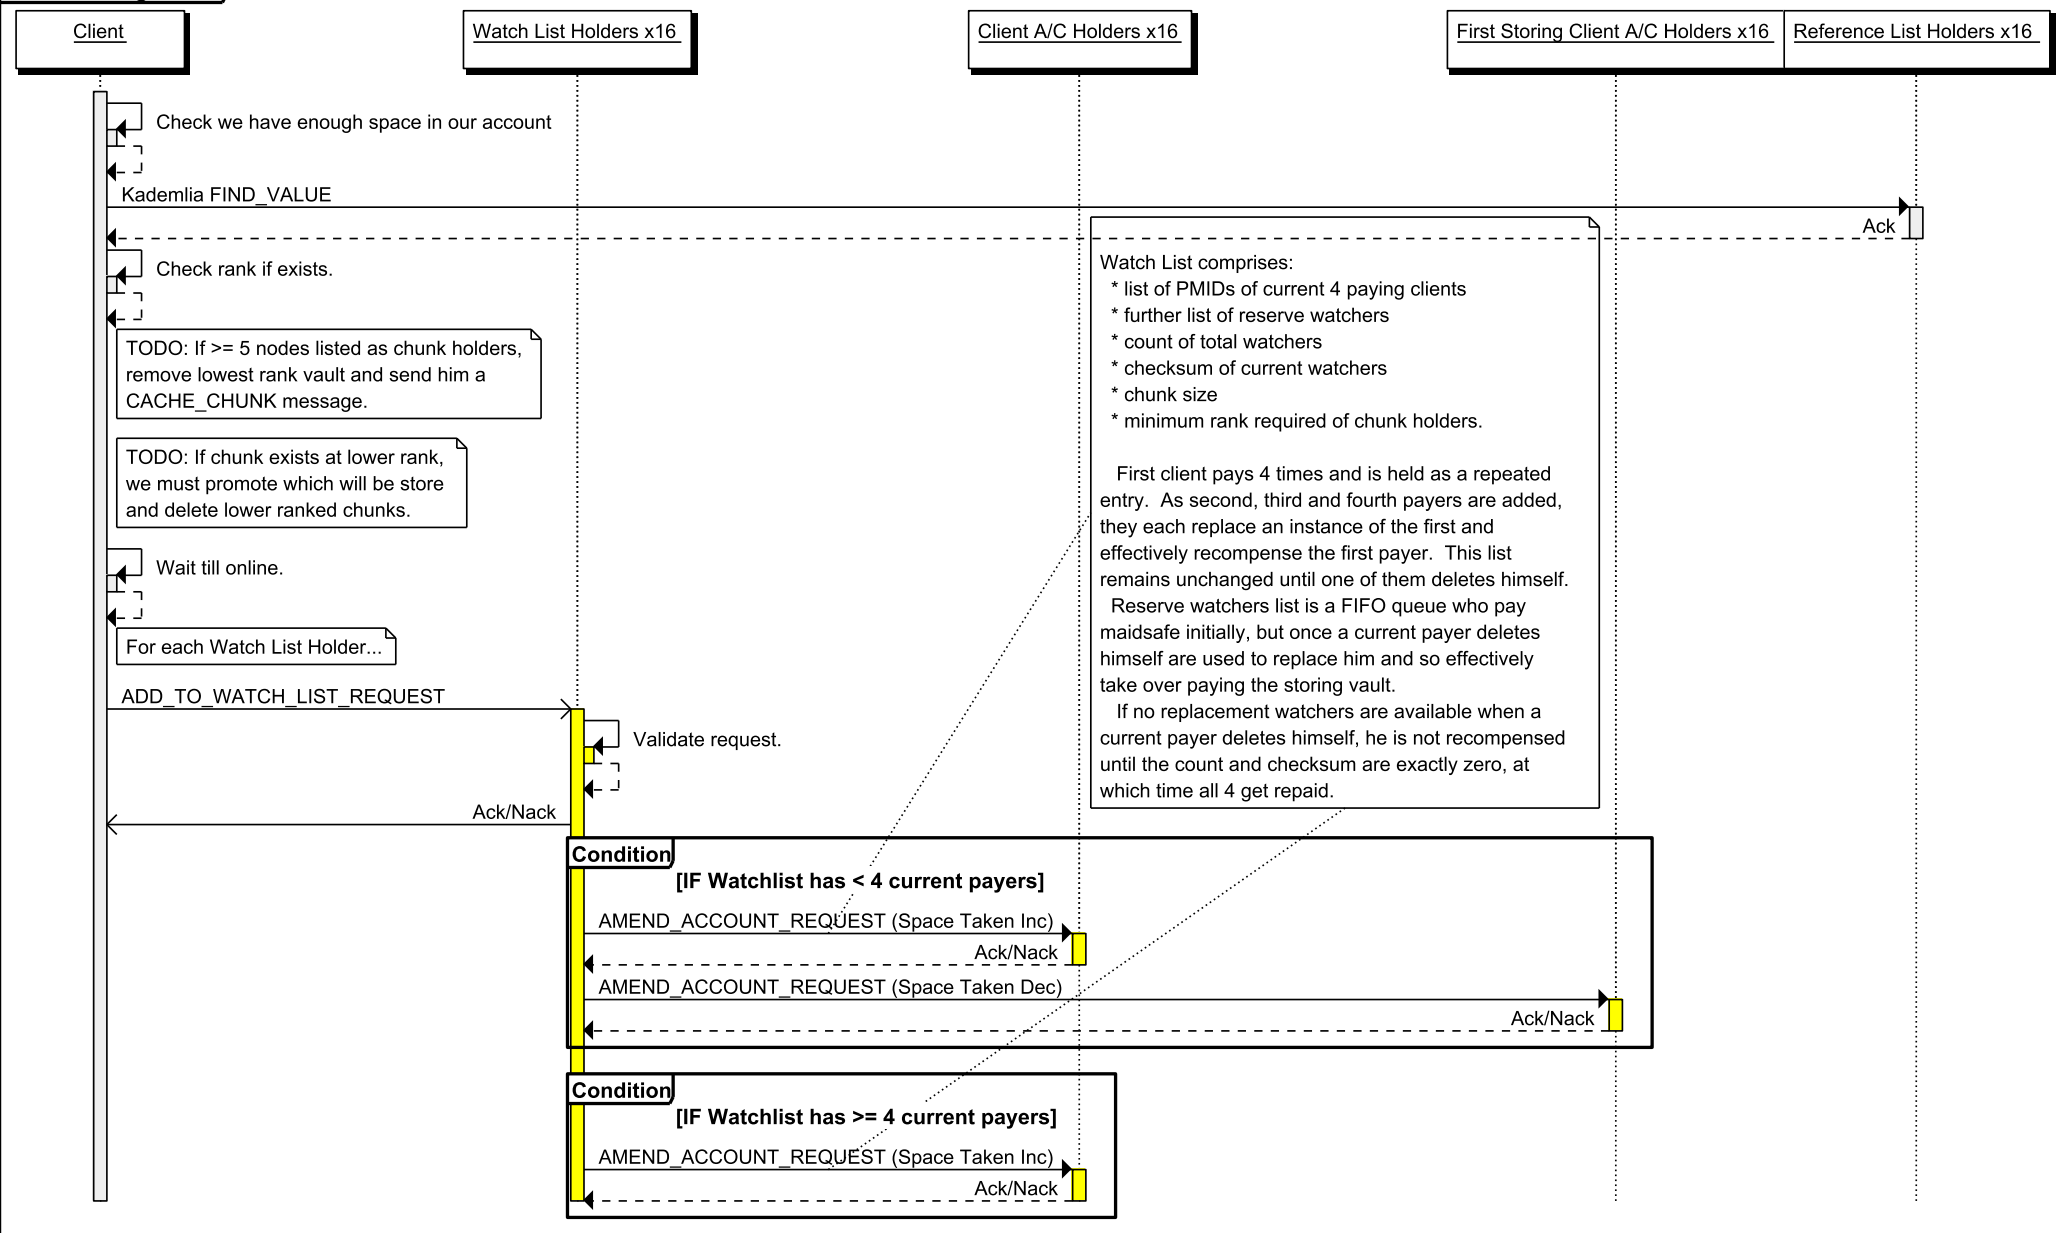 Client
Watch List Holders x16
Client A/C Holders x16
First Storing Client A/C Holders x16
Reference List Holders x16
Check we have enough space in our account
Kademlia FIND_VALUE
Ack
Check rank if exists.
TODO: If >= 5 nodes listed as chunk holders,
remove lowest rank vault and send him a
CACHE_CHUNK message.
TODO: If chunk exists at lower rank,
we must promote which will be store
and delete lower ranked chunks.
Wait till online.
For each Watch List Holder...
ADD_TO_WATCH_LIST_REQUEST
Validate request.
Ack/Nack
Watch List comprises:
* list of PMIDs of current 4 paying clients
* further list of reserve watchers
* count of total watchers
* checksum of current watchers
* chunk size
* minimum rank required of chunk holders.
First client pays 4 times and is held as a repeated
entry. As second, third and fourth payers are added,
they each replace an instance of the first and
effectively recompense the first payer. This list
remains unchanged until one of them deletes himself.
Reserve watchers list is a FIFO queue who pay
maidsafe initially, but once a current payer deletes
himself are used to replace him and so effectively
take over paying the storing vault.
If no replacement watchers are available when a
current payer deletes himself, he is not recompensed
until the count and checksum are exactly zero, at
which time all 4 get repaid.
Condition
[IF Watchlist has < 4 current payers]
AMEND_ACCOUNT_REQUEST (Space Taken Inc)
Ack/Nack
AMEND_ACCOUNT_REQUEST (Space Taken Dec)
Ack/Nack
Condition
[IF Watchlist has >= 4 current payers]
AMEND_ACCOUNT_REQUEST (Space Taken Inc)
Ack/Nack